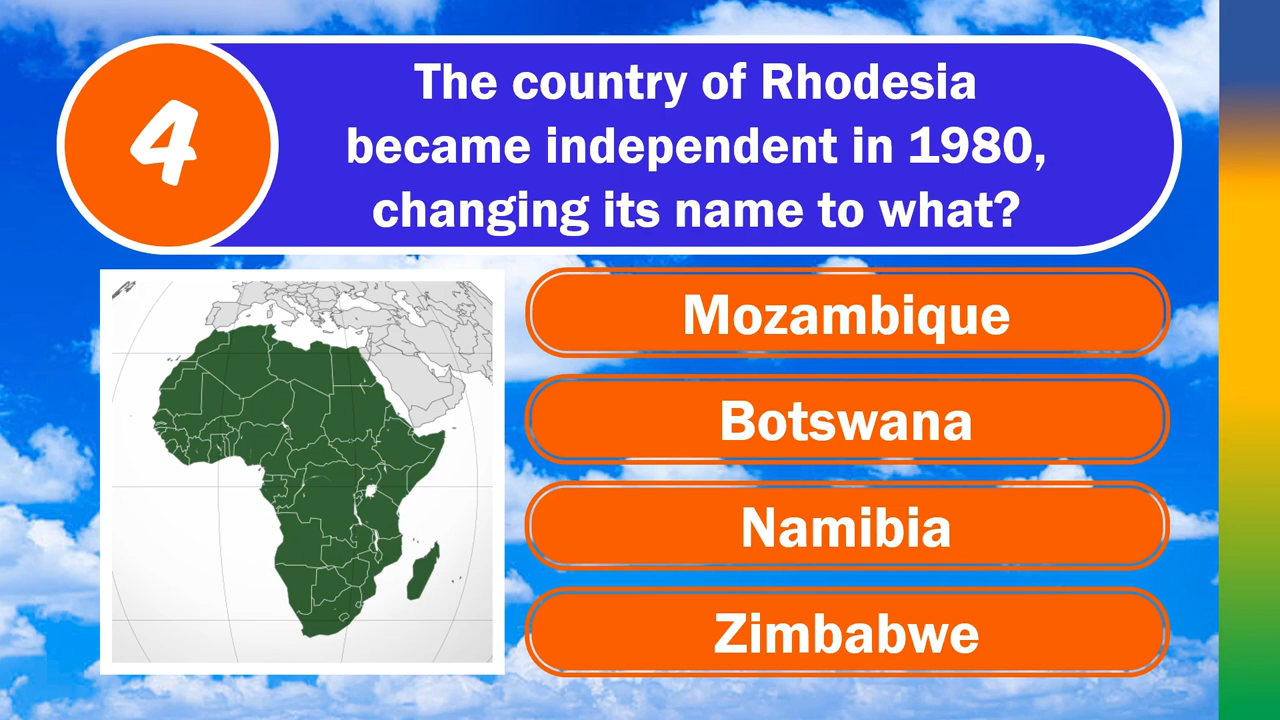 4
The country of Rhodesia
became independent in 1980,
changing its name to what?
Mozambique
Botswana
Namibia
Zimbabwe